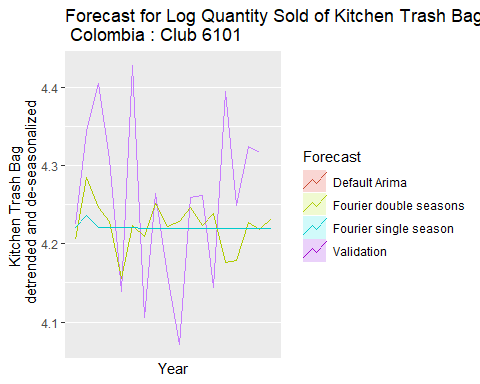 Forecast for Log Quantity Sold of Kitchen Trash Bag
Colombia : Club 6101
4.4
4.3
4.2
4.1
Kitchen Trash Bag
detrended and de-seasonalized
Year
Forecast
Default Arima
Fourier double seasons
Fourier single season
Validation